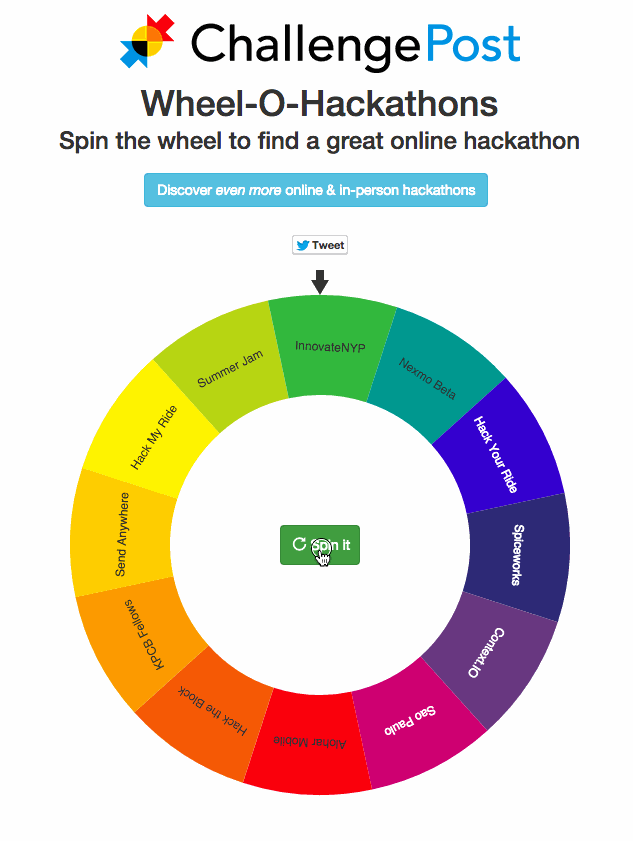 ChallengePost
Wheel-O-Hackathons
Spin the wheel to find a great online hackathon
Discover even more online & in-person hackathons
Tweet
InnovateNYP
Nexmo Beta
Hack Your Ride
Spiceworks
Context.IO
Sao Paulo
Alpher Mobile
Hack the Block
KPCB Fellows
Send Anywhere
Hack My Ride
Summer Jam
Spin it